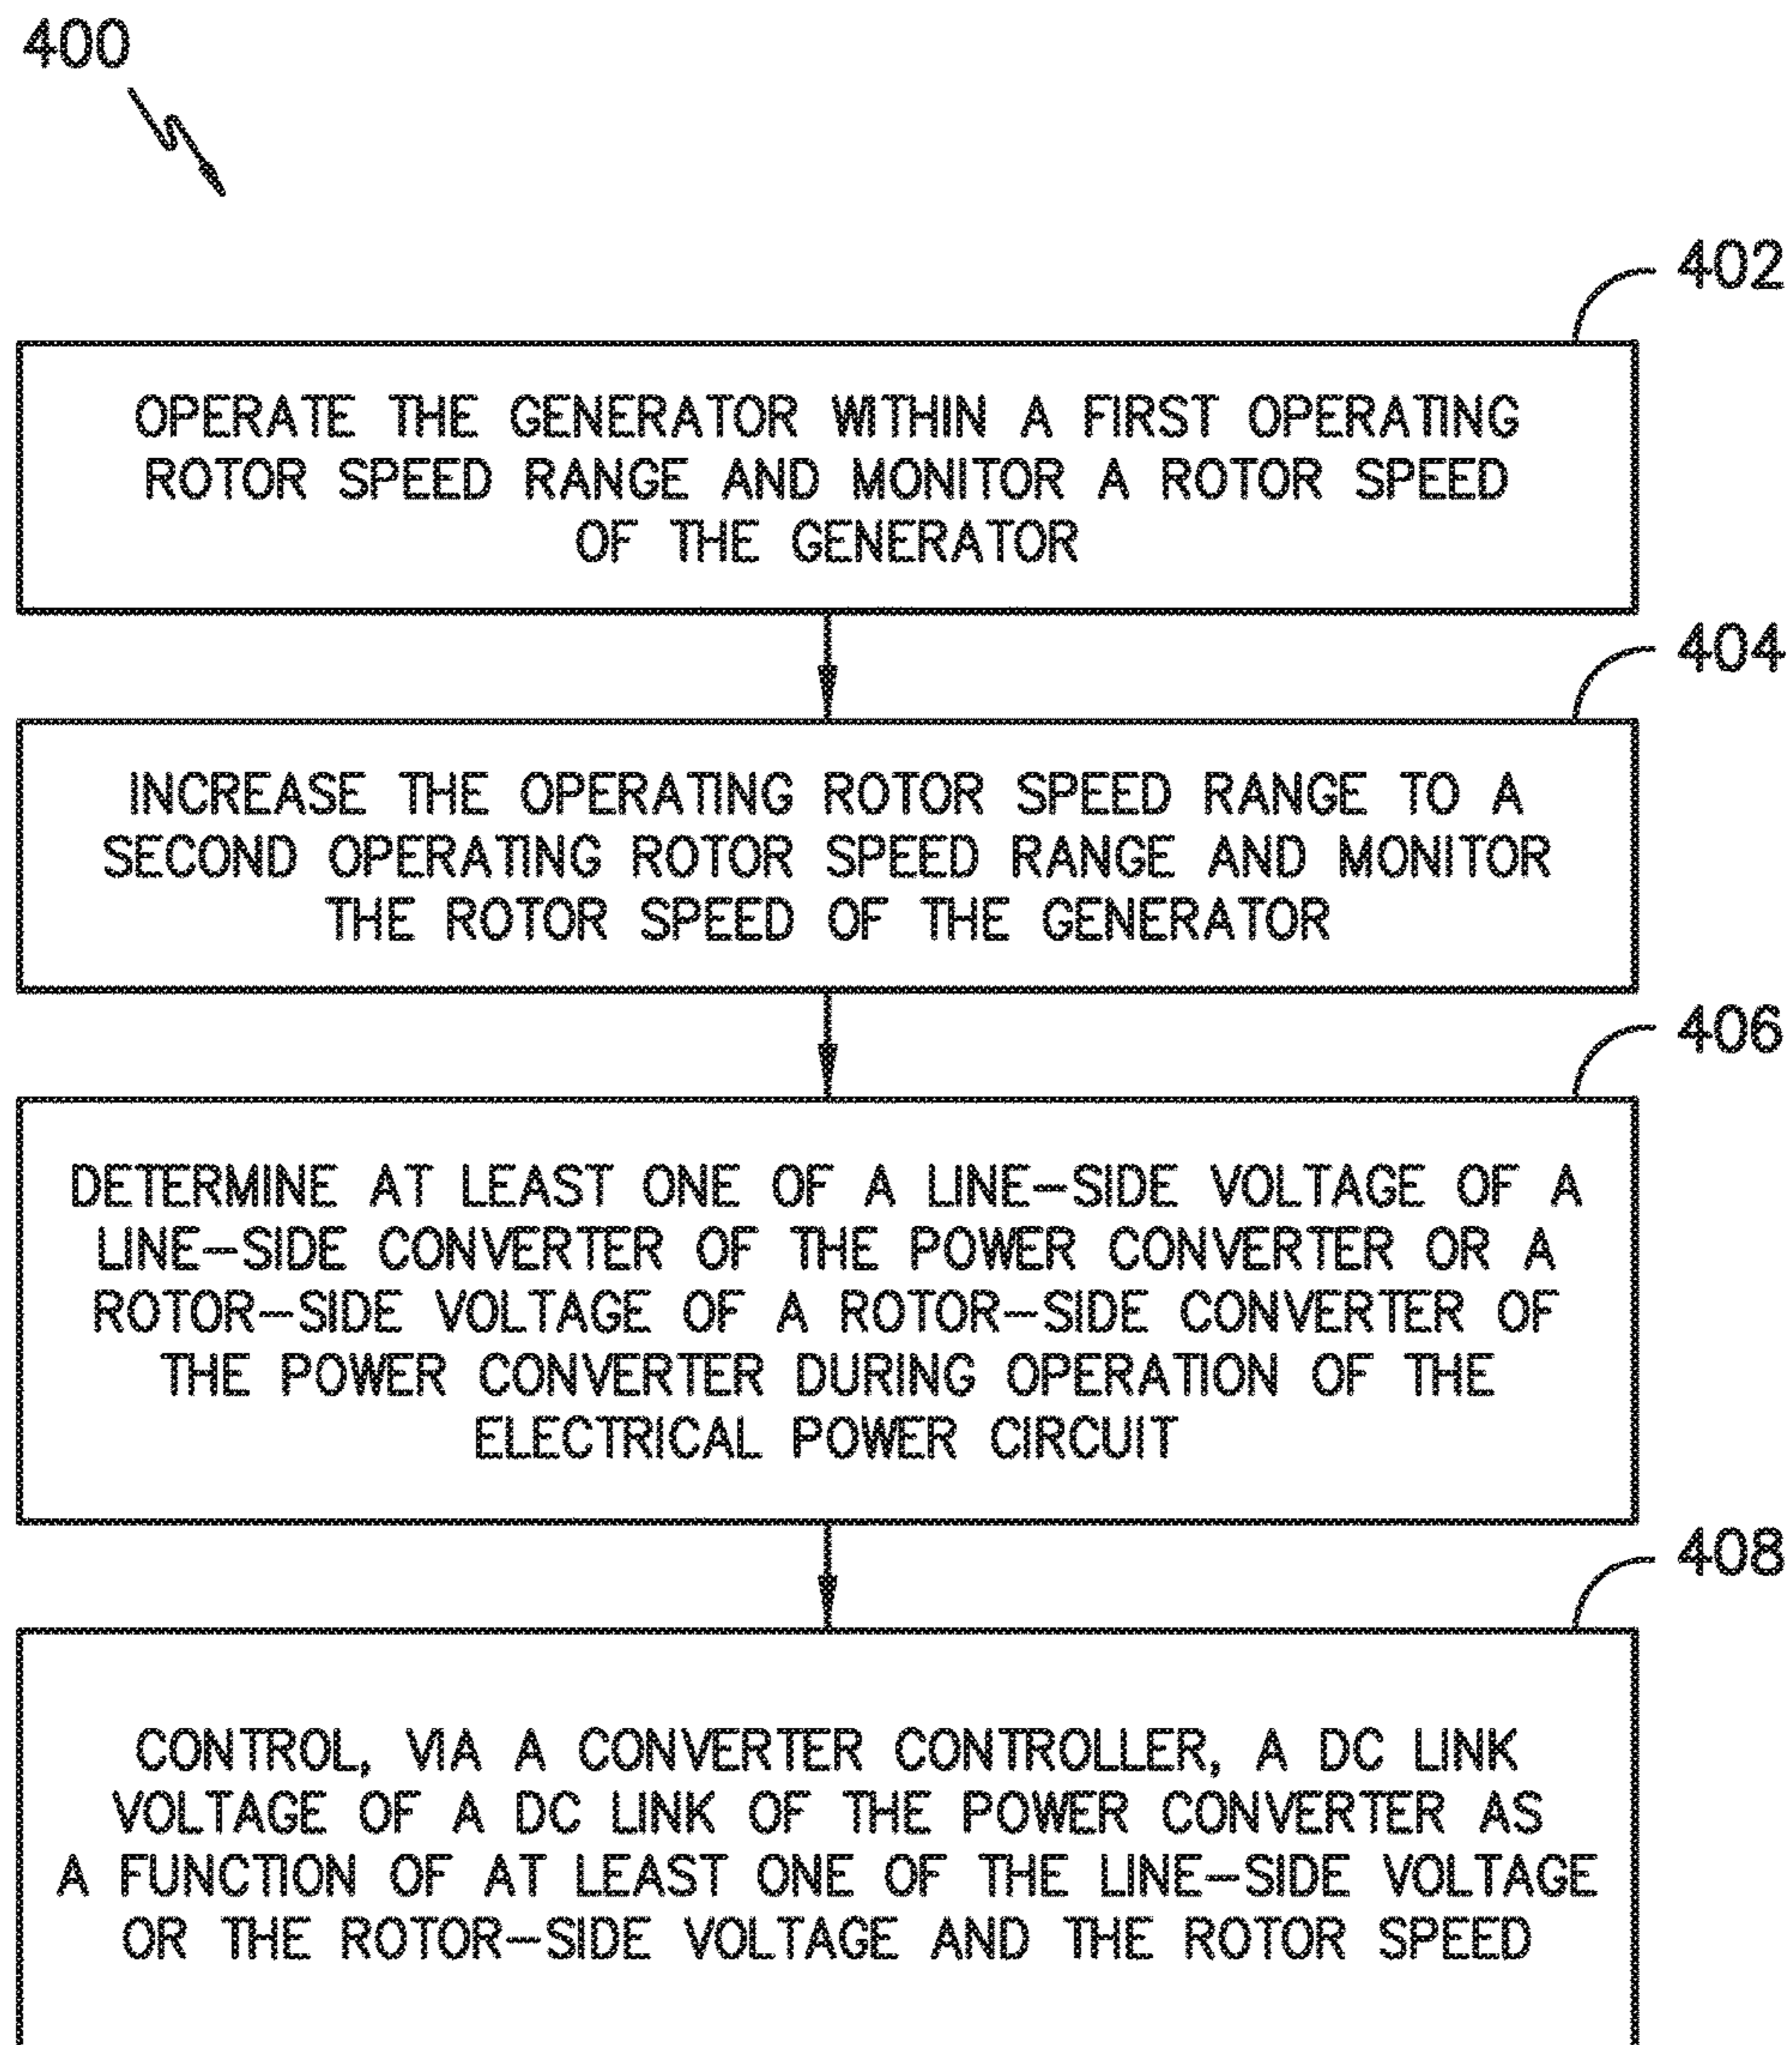 400
402
OPERATE THE GENERATOR WITHIN A FIRST OPERATING
ROTOR SPEED RANGE AND MONITOR A ROTOR SPEED
OF THE GENERATOR
404
INCREASE THE OPERATING ROTOR SPEED RANGE TO A
SECOND OPERATING ROTOR SPEED RANGE AND MONITOR
THE ROTOR SPEED OF THE GENERATOR
406
DETERMINE AT LEAST ONE OF A LINE-SIDE VOLTAGE OF A
LINE-SIDE CONVERTER OF THE POWER CONVERTER OR A
ROTOR-SIDE VOLTAGE OF A ROTOR-SIDE CONVERTER OF
THE POWER CONVERTER DURING OPERATION OF THE
ELECTRICAL POWER CIRCUIT
408
CONTROL, VIA A CONVERTER CONTROLLER, A DC LINK
VOLTAGE OF A DC LINK OF THE POWER CONVERTER AS
A FUNCTION OF AT LEAST ONE OF THE LINE-SIDE VOLTAGE
OR THE ROTOR-SIDE VOLTAGE AND THE ROTOR SPEED